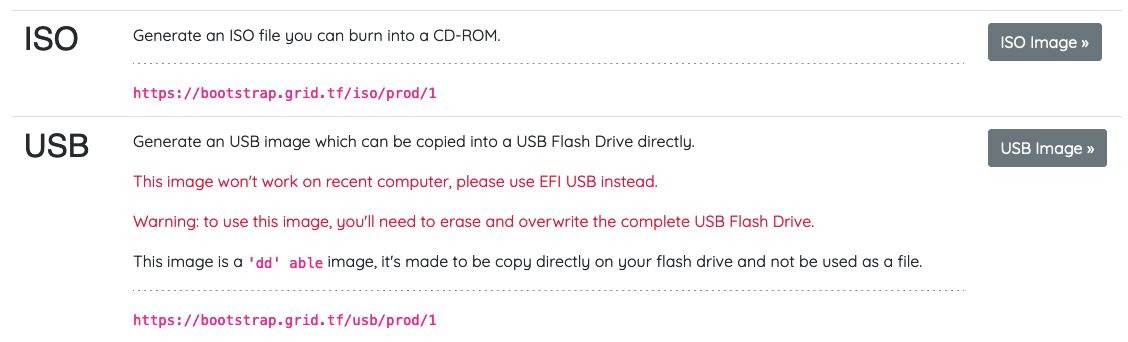 ISO
Generate an ISO file you can burn into a CD-ROM.
ISO Image »
https://bootstrap.grid.tf/iso/prod/1
USB
Generate an USB image which can be copied into a USB Flash Drive directly.
USB Image »
This image won't work on recent computer, please use EFI USB instead.
Warning: to use this image, you'll need to erase and overwrite the complete USB Flash Drive.
This image is a 'dd' able image, it's made to be copy directly on your flash drive and not be used as a file.
https://bootstrap.grid.tf/usb/prod/1